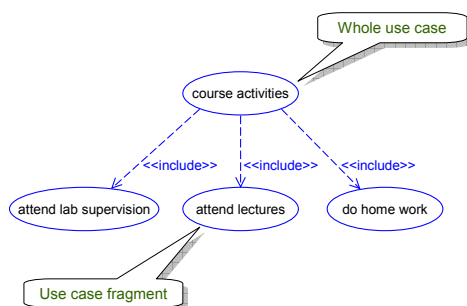 Whole use case
course activities
<<include>> <<include>> <<include>>
attend lab supervision attend lectures do home work
Use case fragment